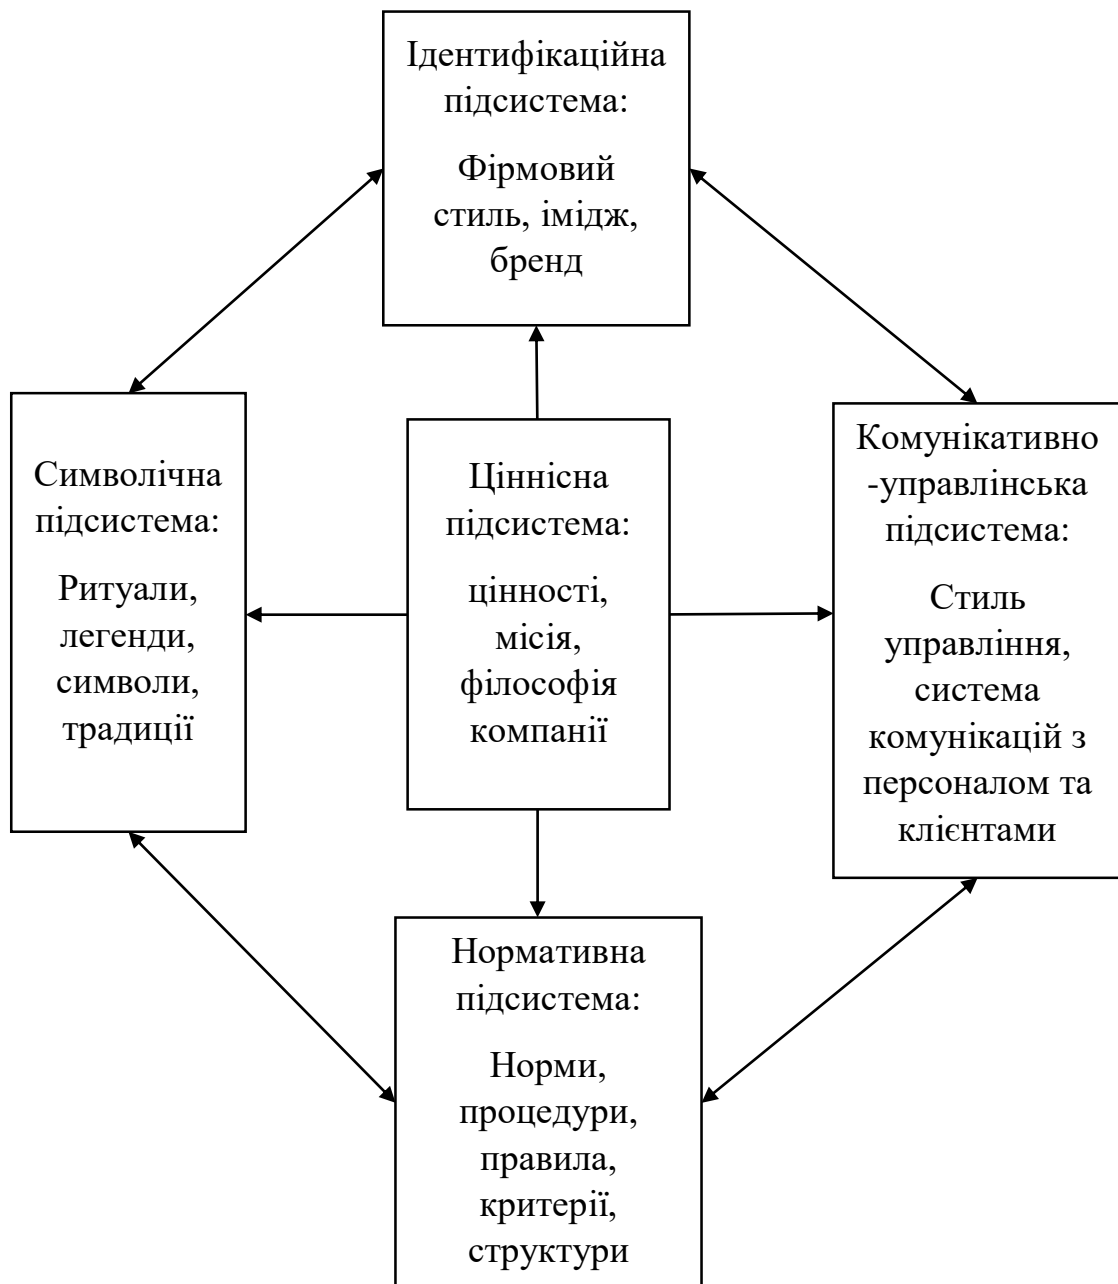 Ідентифікаційна
підсистема:
Фірмовий
стиль, імідж,
бренд
Символічна
підсистема:
Ритуали,
легенди,
символи,
традиції
Ціннісна
підсистема:
цінності,
місія,
філософія
компанії
Комунікативно
-управлінська
підсистема:
Стиль
управління,
система
комунікацій з
персоналом та
клієнтами
Нормативна
підсистема:
Норми,
процедури,
правила,
критерії,
структури